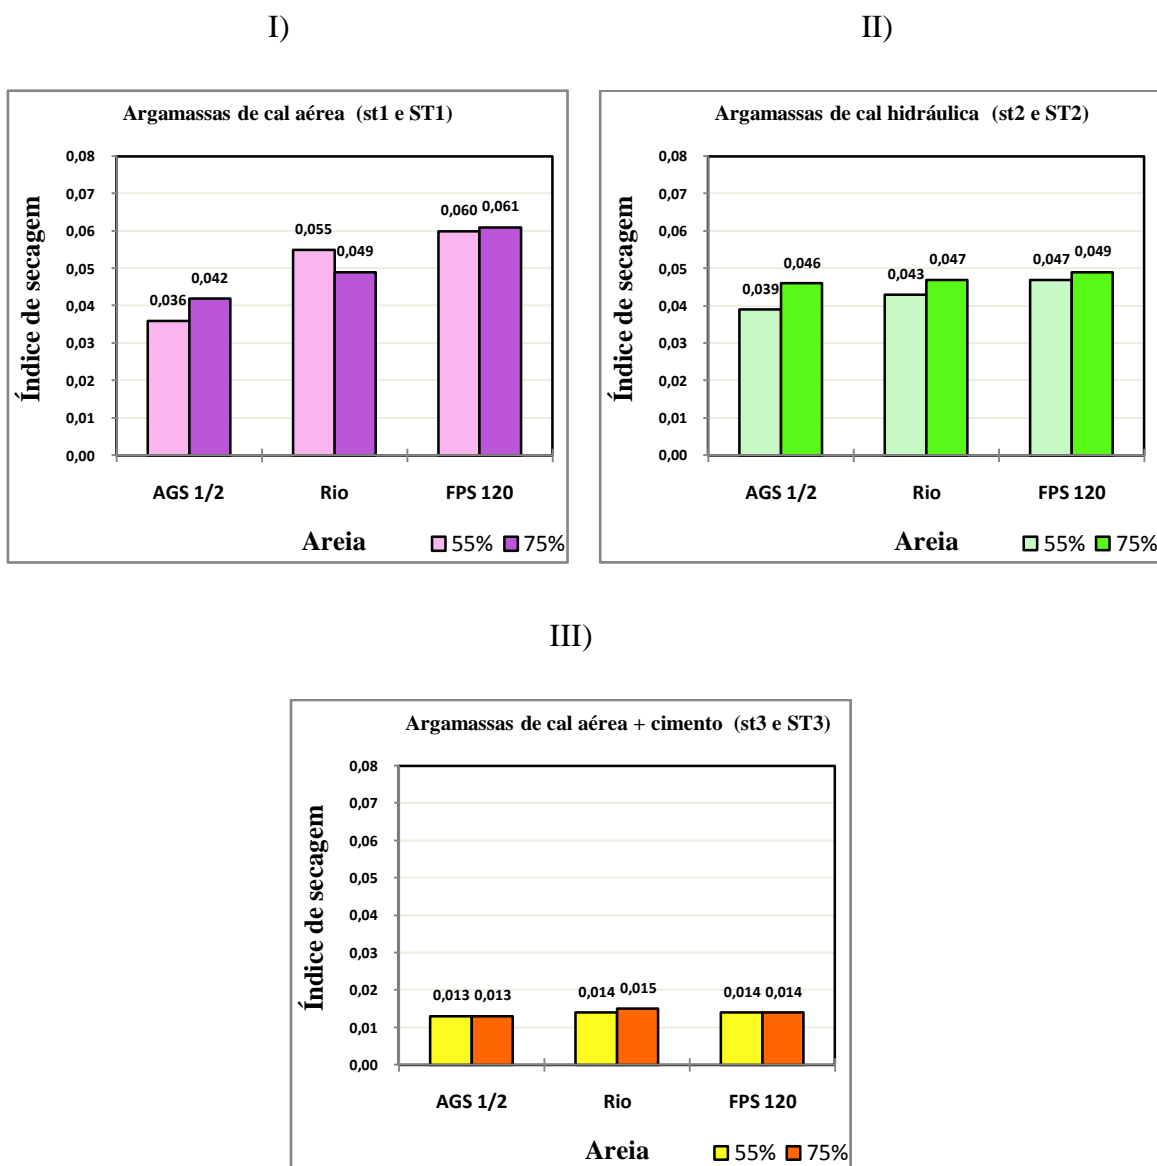 I)
Argamassas de cal aérea (st1 e ST1)
Índice de secagem
0,08
0,07
0,06
0,05
0,04
0,03
0,02
0,01
0,00
0,036
0,042
0,055
0,049
0,060
0,061
AGS 1/2 Rio FPS 120
Areia 55% 75%
II)
Argamassas de cal hidráulica (st2 e ST2)
Índice de secagem
0,08
0,07
0,06
0,05
0,04
0,03
0,02
0,01
0,00
0,039
0,046
0,043
0,047
0,047
0,049
AGS 1/2 Rio FPS 120
Areia 55% 75%
III)
Argamassas de cal aérea + cimento (st3 e ST3)
Índice de secagem
0,08
0,07
0,06
0,05
0,04
0,03
0,02
0,01
0,00
0,013 0,013
0,014
0,015
0,014 0,014
AGS 1/2 Rio FPS 120
Areia 55% 75%